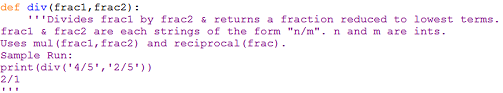 def div(frac1,frac2):
    '''Divides frac1 by frac2 & returns a fraction reduced to lowest terms.
frac1 & frac2 are each strings of the form "n/m". n and m are ints.
Uses mul(frac1,frac2) and reciprocal(frac).
Sample Run:
print(div('4/5','2/5'))
2/1
'''